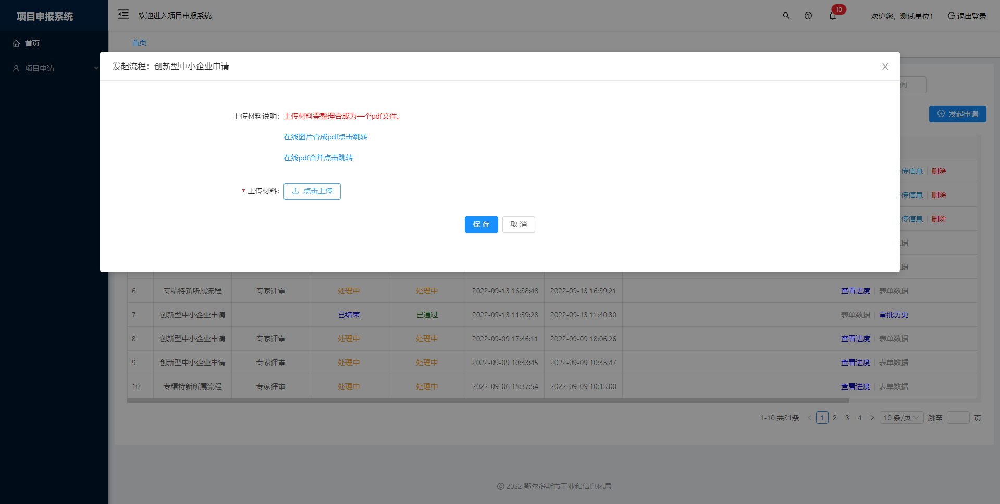 项目申报系统
欢迎进入项目申报系统
10
欢迎您，测试单位1
退出登录
首页
首页
项目申请
发起流程：创新型中小企业申请
间
发起申请
上传材料说明：上传材料需整理合成为一个pdf文件。
在线图片合成pdf点击跳转
在线pdf合并点击跳转
* 上传材料：
点击上传
保 存
取 消
传信息 删除
传信息 删除
传信息 删除
据
据
6 专精特新所属流程 专家评审 处理中 处理中 2022-09-13 16:38:48 2022-09-13 16:39:21 查看进度 表单数据
7 创新型中小企业申请 已结束 已通过 2022-09-13 11:39:28 2022-09-13 11:40:30 表单数据 审批历史
8 创新型中小企业申请 专家评审 处理中 处理中 2022-09-09 17:46:11 2022-09-09 18:06:26 查看进度 表单数据
9 创新型中小企业申请 专家评审 处理中 处理中 2022-09-09 10:33:45 2022-09-09 10:35:47 查看进度 表单数据
10 专精特新所属流程 专家评审 处理中 处理中 2022-09-06 15:37:54 2022-09-09 10:13:00 查看进度 表单数据
1-10 共31条 < 1 2 3 4 > 10 条/页 跳至 页
© 2022 鄂尔多斯市工业和信息化局